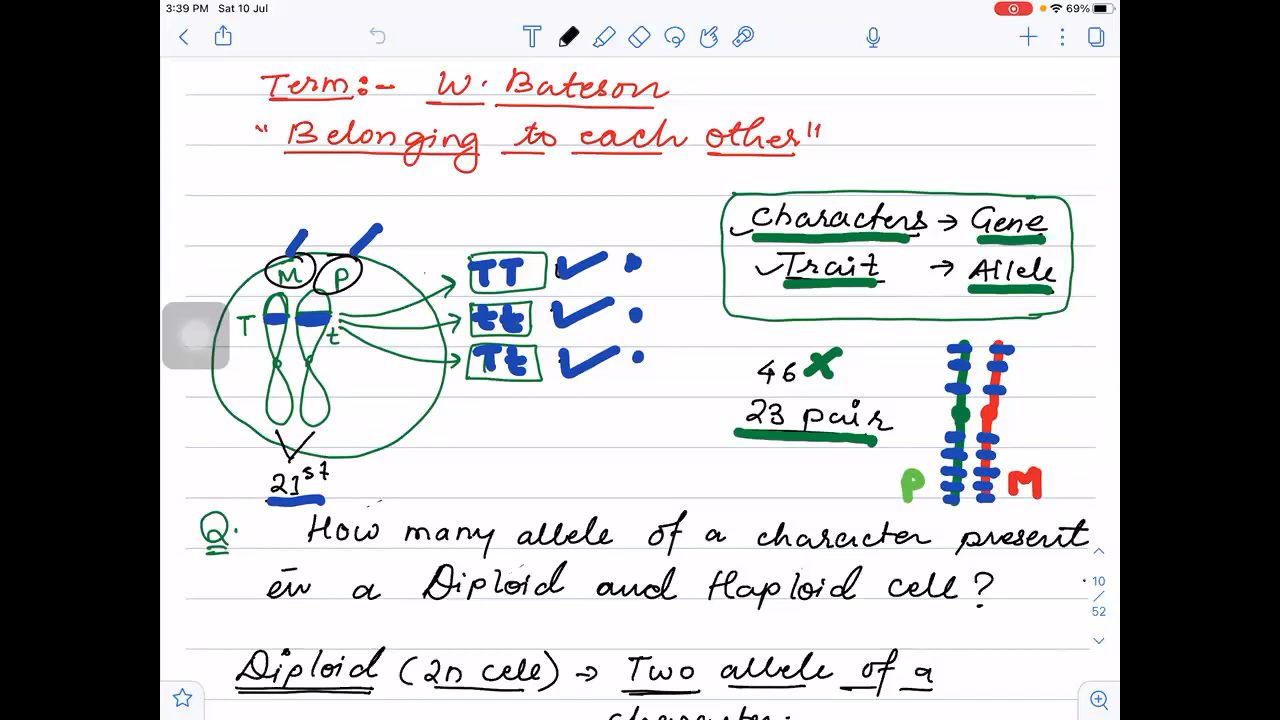 3:39 PM Sat 10 Jul
69%
Term:- W. Bateson
"Belonging to each other"
characters → Gene
Trait → Allele
M P
T t
TT
tt
Tt
21st
46
23 pair
P M
Q. How many allele of a character present
in a Diploid and Haploid cell?
10
/
52
Diploid (2n cell) → Two allele of a
character.